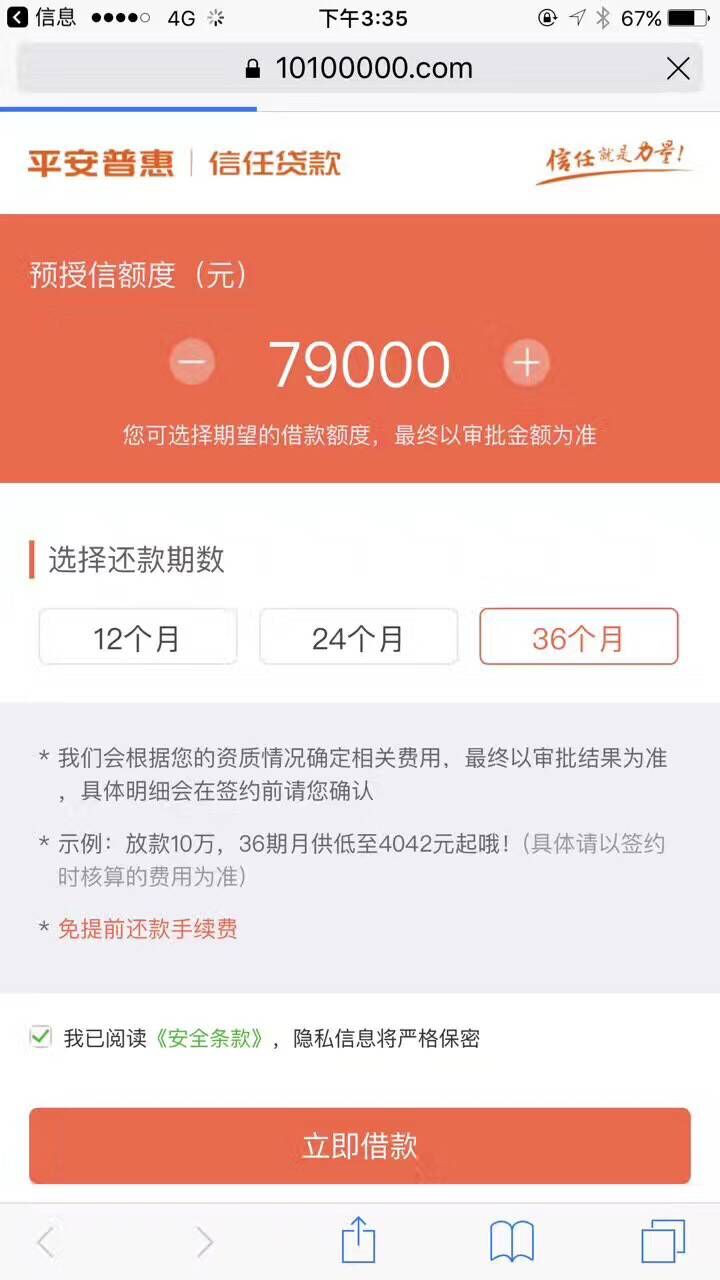 信息 4G 下午3:35 67%
10100000.com
平安普惠 信任贷款 信任就是力量!
预授信额度（元）
79000
您可选择期望的借款额度，最终以审批金额为准
选择还款期数
12个月 24个月 36个月
* 我们会根据您的资质情况确定相关费用，最终以审批结果为准
，具体明细会在签约前请您确认
* 示例：放款10万，36期月供低至4042元起哦！（具体请以签约
时核算的费用为准）
* 免提前还款手续费
我已阅读《安全条款》，隐私信息将严格保密
立即借款